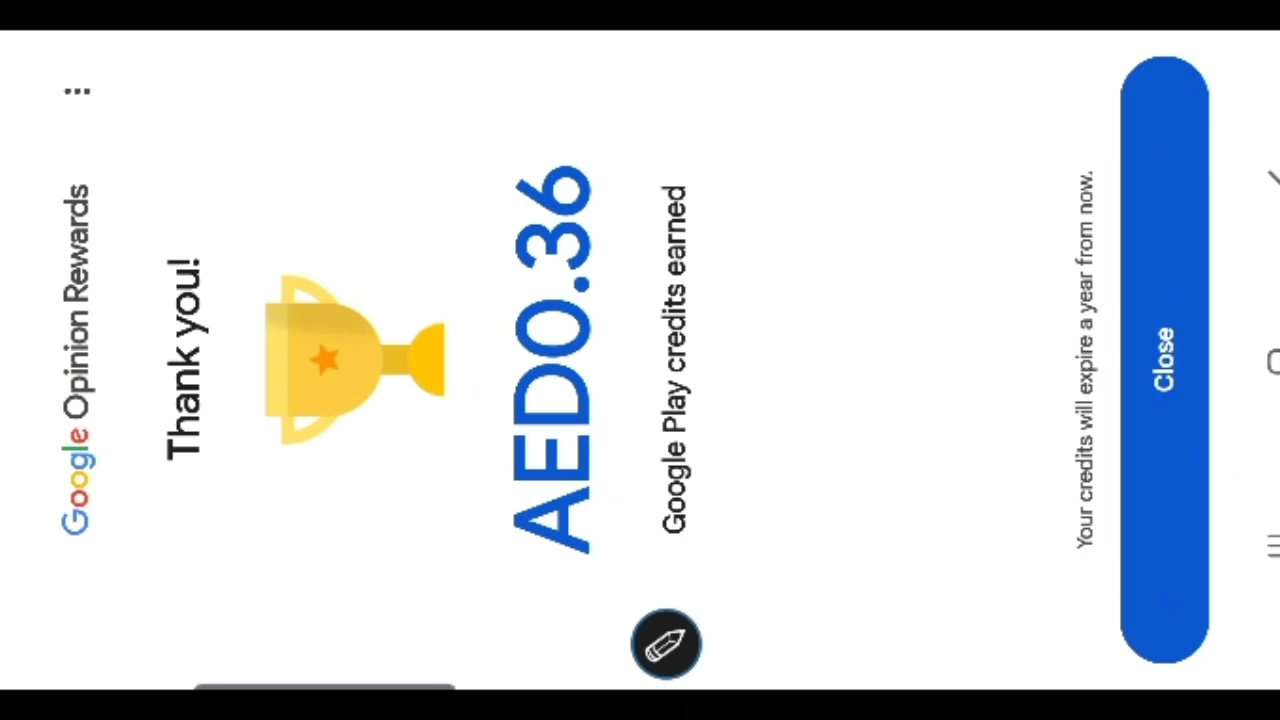 Google Opinion Rewards
Thank you!
AED0.36
Google Play credits earned
Your credits will expire a year from now.
Close